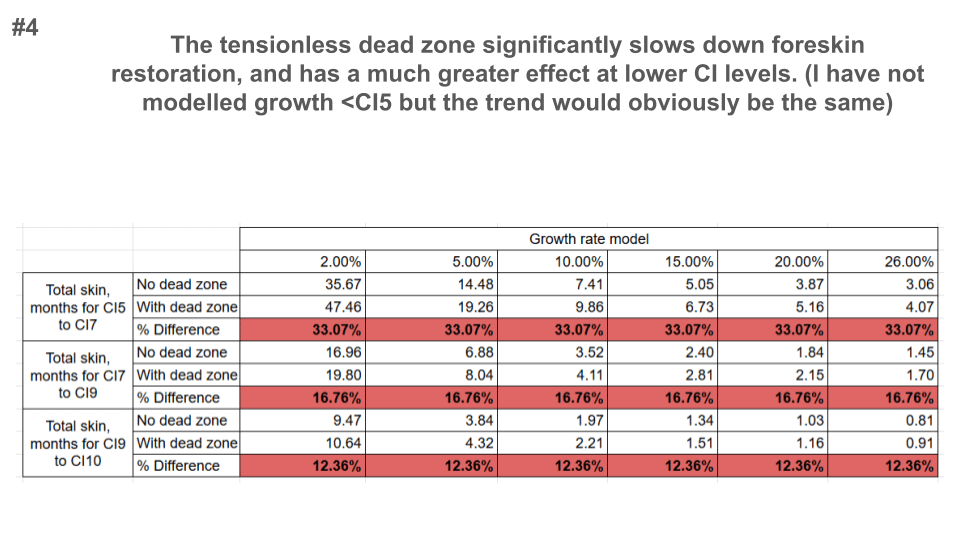 #4
The tensionless dead zone significantly slows down foreskin
restoration, and has a much greater effect at lower CI levels. (I have not
modelled growth <CI5 but the trend would obviously be the same)
Growth rate model
2.00% 5.00% 10.00% 15.00% 20.00% 26.00%
Total skin,
months for CI5
to CI7
No dead zone 35.67 14.48 7.41 5.05 3.87 3.06
With dead zone 47.46 19.26 9.86 6.73 5.16 4.07
% Difference 33.07% 33.07% 33.07% 33.07% 33.07% 33.07%
Total skin,
months for CI7
to CI9
No dead zone 16.96 6.88 3.52 2.40 1.84 1.45
With dead zone 19.80 8.04 4.11 2.81 2.15 1.70
% Difference 16.76% 16.76% 16.76% 16.76% 16.76% 16.76%
Total skin,
months for CI9
to CI10
No dead zone 9.47 3.84 1.97 1.34 1.03 0.81
With dead zone 10.64 4.32 2.21 1.51 1.16 0.91
% Difference 12.36% 12.36% 12.36% 12.36% 12.36% 12.36%